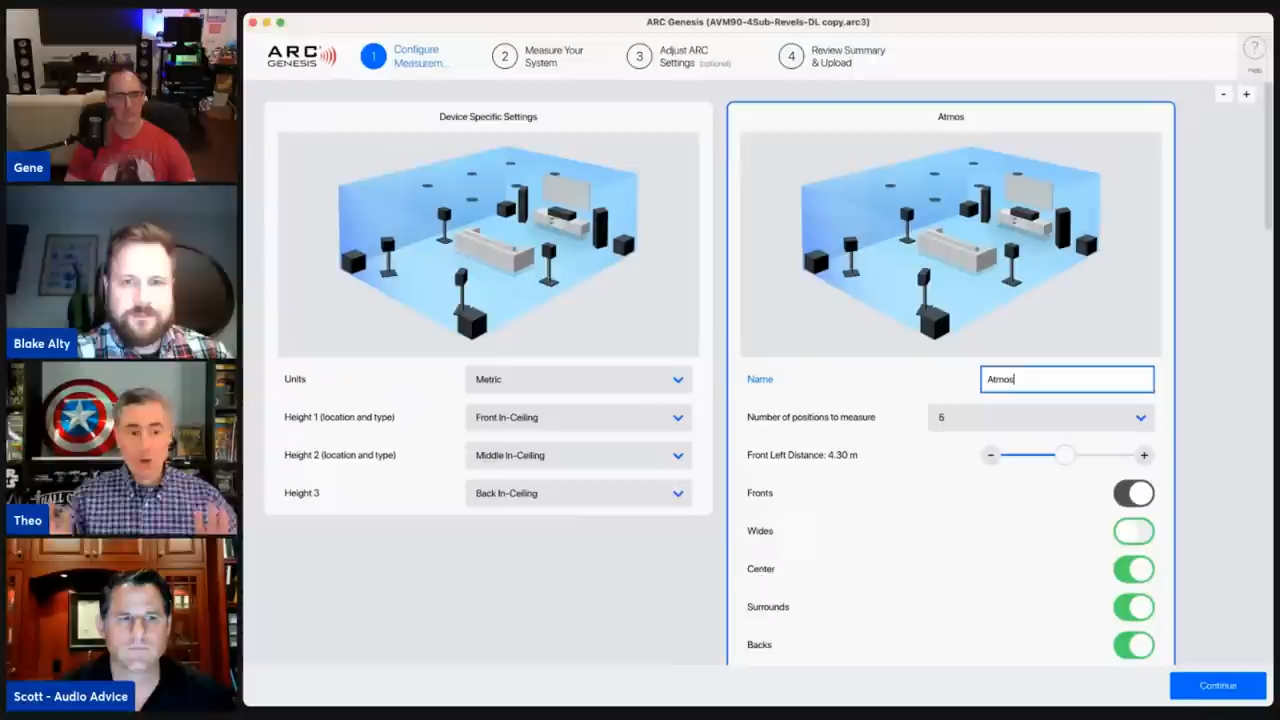 ARC Genesis (AVM90-4Sub-Revels-DL copy.arc3)
ARC
GENESIS
1
Configure
Measurem...
2
Measure Your
System
3
Adjust ARC
Settings (optional)
4
Review Summary
& Upload
?
Help
- +
Device Specific Settings
Units
Metric
Height 1 (location and type)
Front In-Ceiling
Height 2 (location and type)
Middle In-Ceiling
Height 3
Back In-Ceiling
Atmos
Name
Atmos
Number of positions to measure
5
Front Left Distance: 4.30 m
- +
Fronts
Wides
Center
Surrounds
Backs
Continue
Gene
Blake Alty
Theo
Scott - Audio Advice